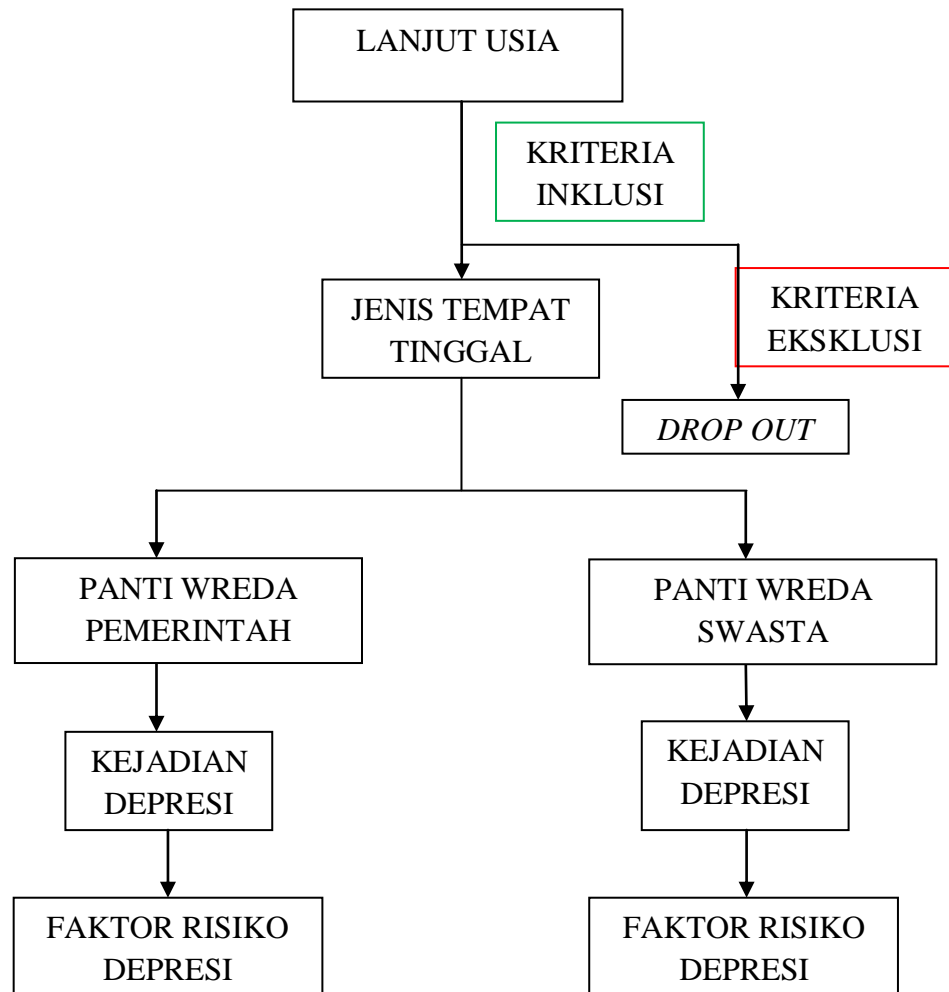 LANJUT USIA
KRITERIA
INKLUSI
JENIS TEMPAT
TINGGAL
KRITERIA
EKSKLUSI
DROP OUT
PANTI WREDA
PEMERINTAH
PANTI WREDA
SWASTA
KEJADIAN
DEPRESI
KEJADIAN
DEPRESI
FAKTOR RISIKO
DEPRESI
FAKTOR RISIKO
DEPRESI